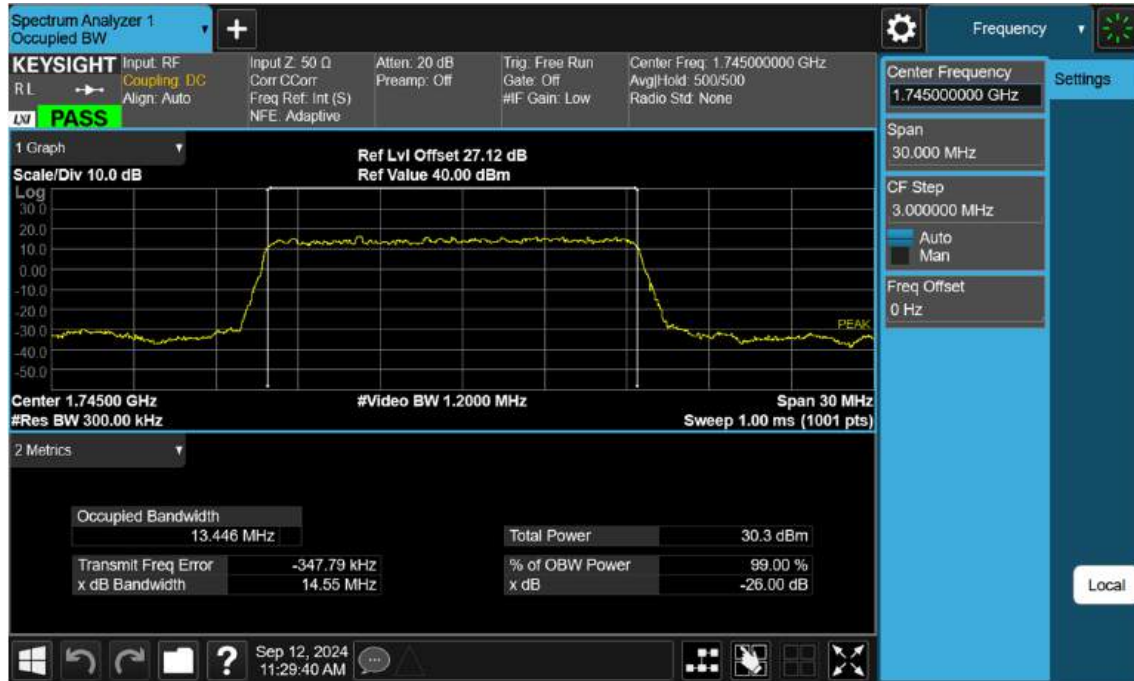 Spectrum Analyzer 1
Occupied BW
+
Frequency
KEYSIGHT
R L
LXI PASS
Input: RF
Coupling: DC
Align: Auto
Input Z: 50 Ω
Corr CCorr
Freq Ref: Int (S)
NFE: Adaptive
Atten: 20 dB
Preamp: Off
Trig: Free Run
Gate: Off
#IF Gain: Low
Center Freq: 1.745000000 GHz
Avg|Hold: 500/500
Radio Std: None
Center Frequency
1.745000000 GHz
Settings
Span
30.000 MHz
CF Step
3.000000 MHz
Auto
Man
Freq Offset
0 Hz
Local
1 Graph
Scale/Div 10.0 dB
Ref Lvl Offset 27.12 dB
Ref Value 40.00 dBm
Log
30.0
20.0
10.0
0.00
-10.0
-20.0
-30.0
-40.0
-50.0
PEAK
Center 1.74500 GHz
#Video BW 1.2000 MHz
Span 30 MHz
#Res BW 300.00 kHz
Sweep 1.00 ms (1001 pts)
2 Metrics
Occupied Bandwidth
13.446 MHz
Total Power 30.3 dBm
Transmit Freq Error -347.79 kHz
% of OBW Power 99.00 %
x dB Bandwidth 14.55 MHz
x dB -26.00 dB
?
Sep 12, 2024
11:29:40 AM